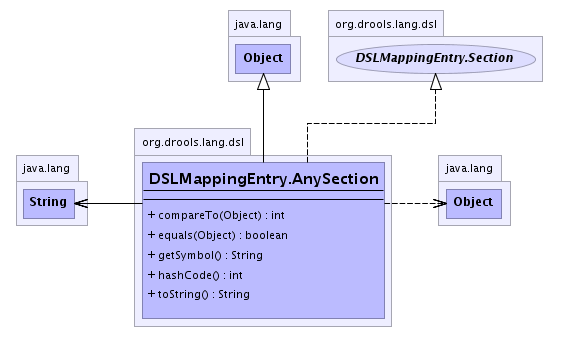 java.lang
Object
org.drools.lang.dsl
DSLMappingEntry.Section
org.drools.lang.dsl
DSLMappingEntry.AnySection
+ compareTo(Object) : int
+ equals(Object) : boolean
+ getSymbol() : String
+ hashCode() : int
+ toString() : String
java.lang
String
java.lang
Object